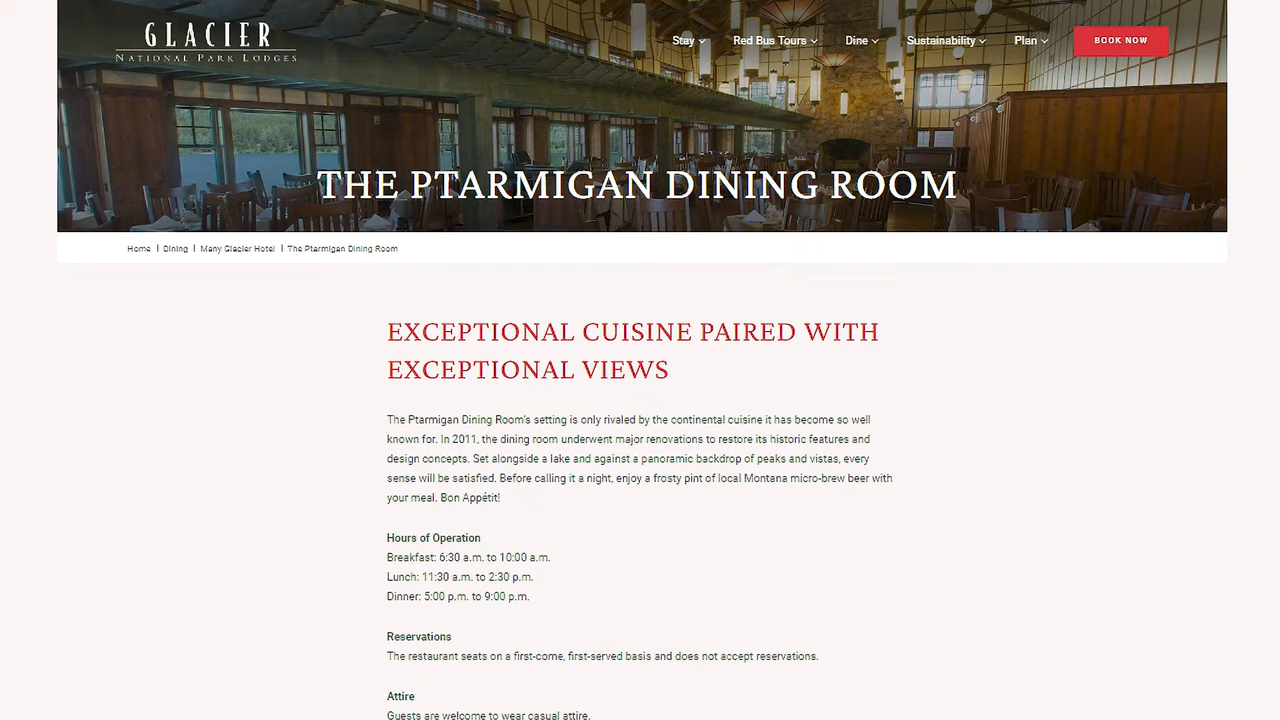 GLACIER
NATIONAL PARK LODGES
Stay
Red Bus Tours
Dine
Sustainability
Plan
BOOK NOW
THE PTARMIGAN DINING ROOM
Home | Dining | Many Glacier Hotel | The Ptarmigan Dining Room
EXCEPTIONAL CUISINE PAIRED WITH
EXCEPTIONAL VIEWS
The Ptarmigan Dining Room's setting is only rivaled by the continental cuisine it has become so well
known for. In 2011, the dining room underwent major renovations to restore its historic features and
design concepts. Set alongside a lake and against a panoramic backdrop of peaks and vistas, every
sense will be satisfied. Before calling it a night, enjoy a frosty pint of local Montana micro-brew beer with
your meal. Bon Appétit!
Hours of Operation
Breakfast: 6:30 a.m. to 10:00 a.m.
Lunch: 11:30 a.m. to 2:30 p.m.
Dinner: 5:00 p.m. to 9:00 p.m.
Reservations
The restaurant seats on a first-come, first-served basis and does not accept reservations.
Attire
Guests are welcome to wear casual attire.